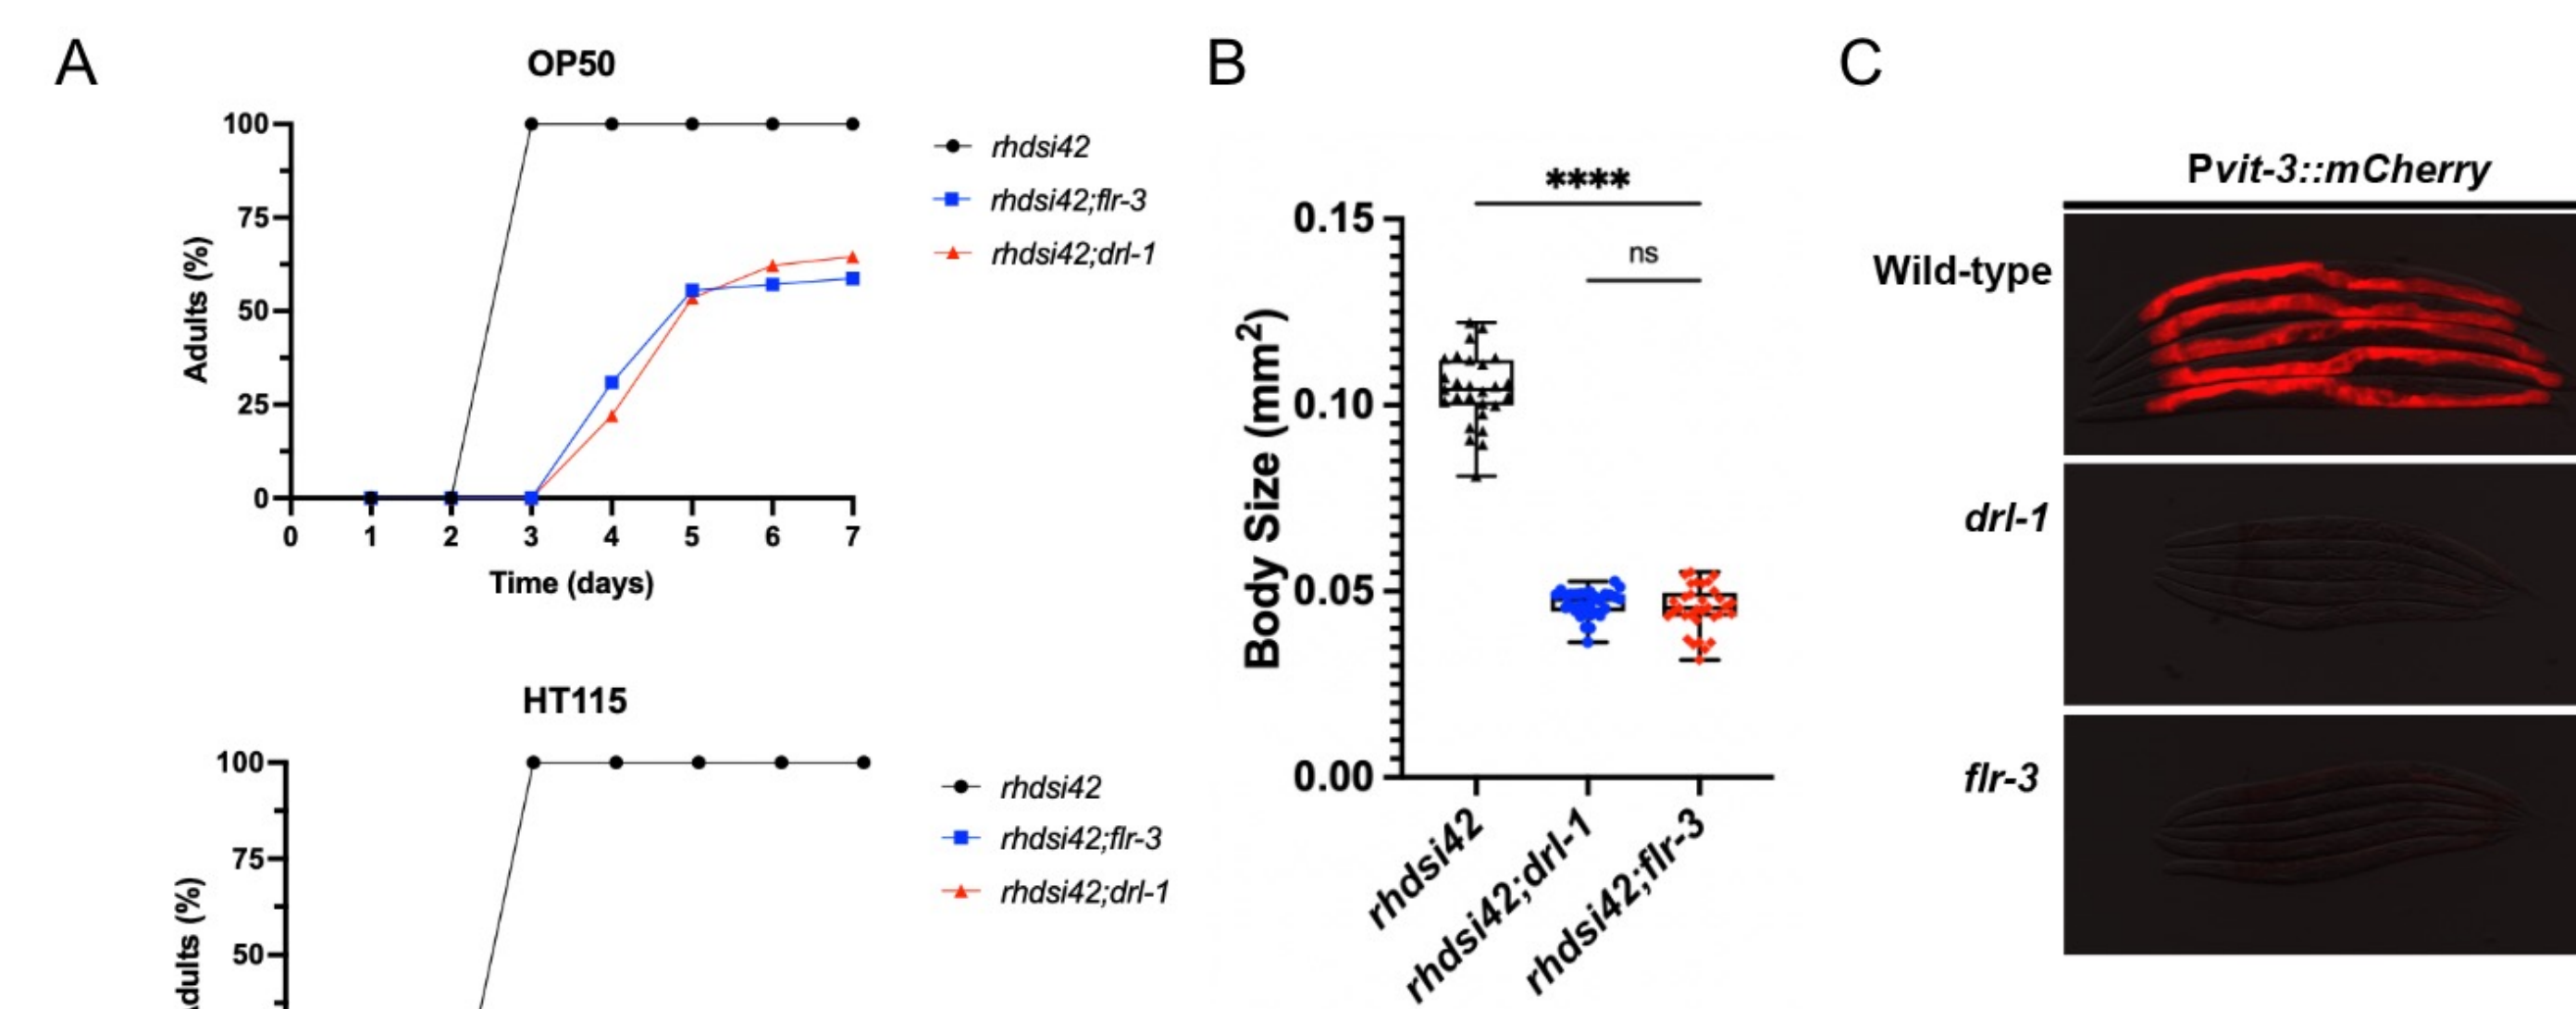 A
OP50
100
75
50
25
0
Adults (%)
0 1 2 3 4 5 6 7
Time (days)
rhdsi42
rhdsi42;flr-3
rhdsi42;drl-1
HT115
100
75
50
Adults (%)
rhdsi42
rhdsi42;flr-3
rhdsi42;drl-1
B
****
ns
0.15
0.10
0.05
0.00
Body Size (mm²)
rhdsi42
rhdsi42;drl-1
rhdsi42;flr-3
C
Pvit-3::mCherry
Wild-type
drl-1
flr-3